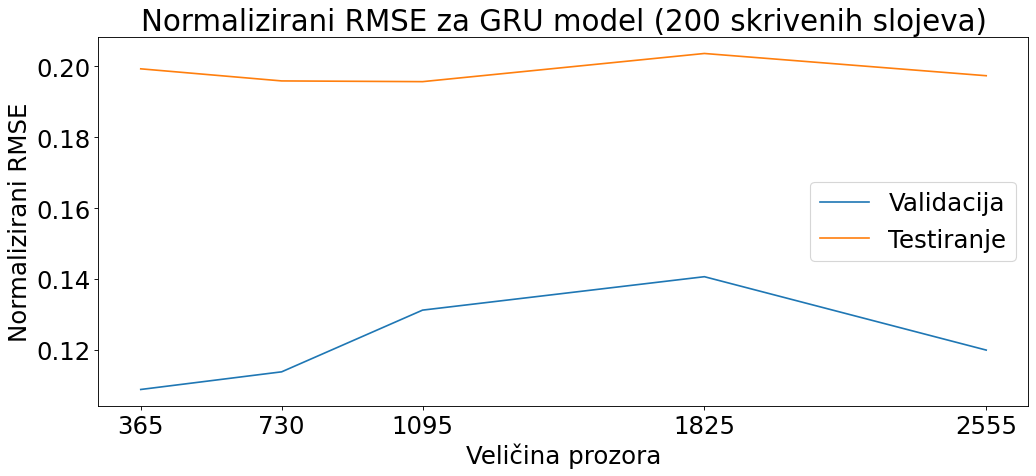 Normalizirani RMSE za GRU model (200 skrivenih slojeva)
Normalizirani RMSE
0.20
0.18
0.16
0.14
0.12
Validacija
Testiranje
365 730 1095 1825 2555
Veličina prozora